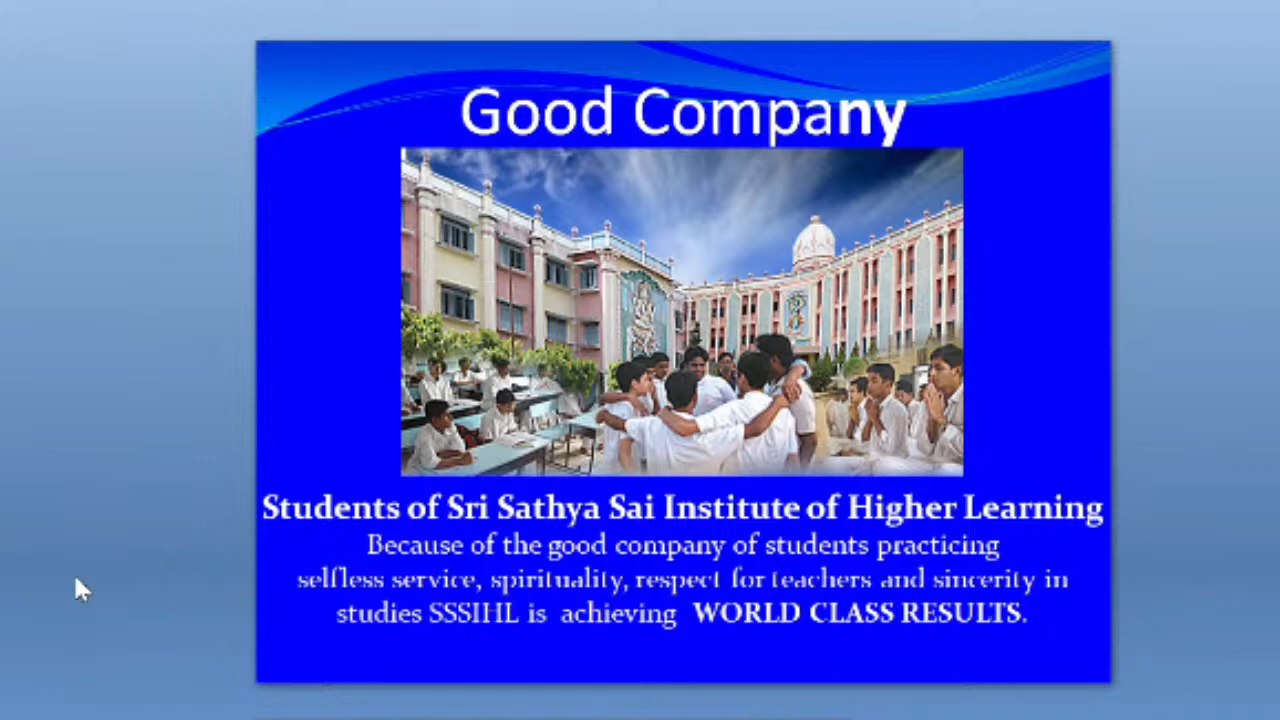 Good Company
Students of Sri Sathya Sai Institute of Higher Learning
Because of the good company of students practicing
selfless service, spirituality, respect for teachers and sincerity in
studies SSSIHL is achieving WORLD CLASS RESULTS.